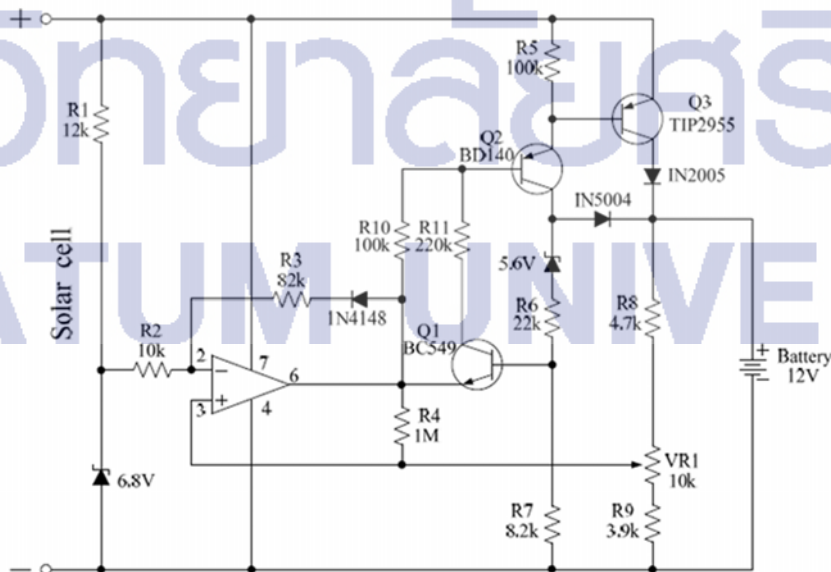 +
R5
100k
Q3
TIP2955
R1
12k
Q2
BD140
IN2005
IN5004
R10
100k
R11
220k
Solar cell
R3
82k
5.6V
1N4148
R6
22k
R8
4.7k
R2
10k
Q1
BC549
2
7
−
6
+
Battery
12V
−
+
3
4
R4
1M
VR1
10k
6.8V
R7
8.2k
R9
3.9k
−
ATUM UNIVE